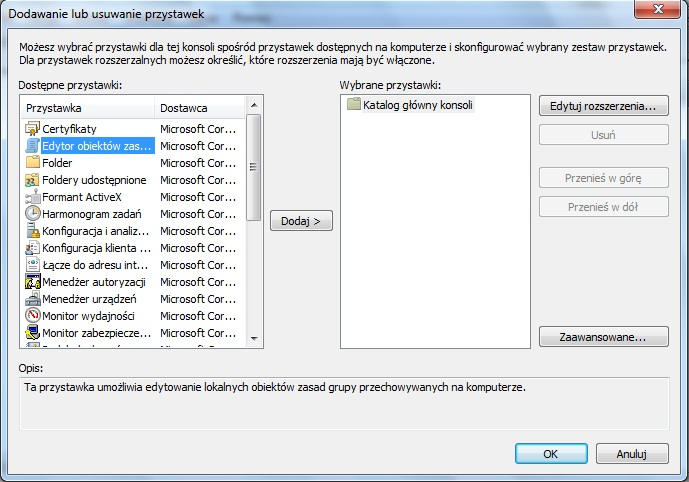 Dodawanie lub usuwanie przystawek
Możesz wybrać przystawki dla tej konsoli spośród przystawek dostępnych na komputerze i skonfigurować wybrany zestaw przystawek.
Dla przystawek rozszerzalnych możesz określić, które rozszerzenia mają być włączone.
Dostępne przystawki:
Przystawka Dostawca
Certyfikaty Microsoft Cor...
Edytor obiektów zas... Microsoft Cor...
Folder Microsoft Cor...
Foldery udostępnione Microsoft Cor...
Formant ActiveX Microsoft Cor...
Harmonogram zadań Microsoft Cor...
Konfiguracja i analiz... Microsoft Cor...
Konfiguracja klienta ... Microsoft Cor...
Łącze do adresu int... Microsoft Cor...
Menedżer autoryzacji Microsoft Cor...
Menedżer urządzeń Microsoft Cor...
Monitor wydajności Microsoft Cor...
Monitor zabezpiecze... Microsoft Cor...
Dodaj >
Wybrane przystawki:
Katalog główny konsoli
Edytuj rozszerzenia...
Usuń
Przenieś w górę
Przenieś w dół
Zaawansowane...
Opis:
Ta przystawka umożliwia edytowanie lokalnych obiektów zasad grupy przechowywanych na komputerze.
OK
Anuluj